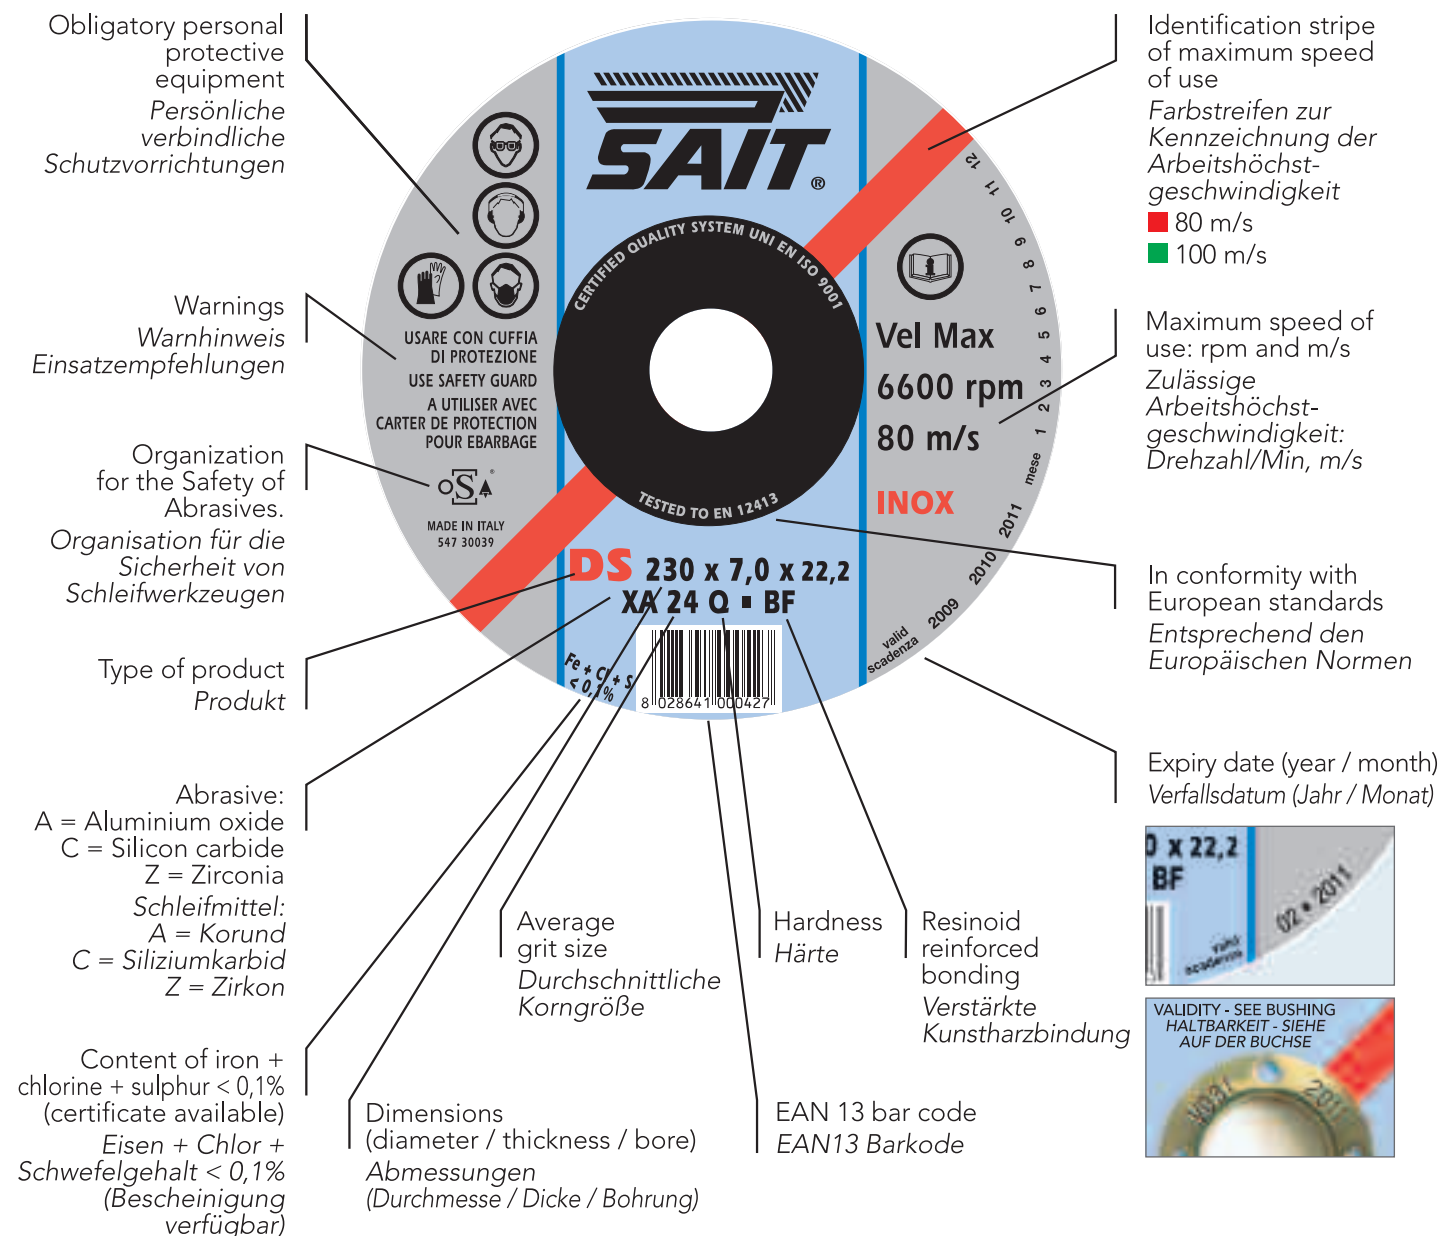 Obligatory personal
protective
equipment
Persönliche
verbindliche
Schutzvorrichtungen
Warnings
Warnhinweis
Einsatzempfehlungen
Organization
for the Safety of
Abrasives.
Organisation für die
Sicherheit von
Schleifwerkzeugen
Type of product
Produkt
Abrasive:
A = Aluminium oxide
C = Silicon carbide
Z = Zirconia
Schleifmittel:
A = Korund
C = Siliziumkarbid
Z = Zirkon
Content of iron +
chlorine + sulphur < 0,1%
(certificate available)
Eisen + Chlor +
Schwefelgehalt < 0,1%
(Bescheinigung
verfügbar)
SAIT®
CERTIFIED QUALITY SYSTEM UNI EN ISO 9001
TESTED TO EN 12413
USARE CON CUFFIA
DI PROTEZIONE
USE SAFETY GUARD
A UTILISER AVEC
CARTER DE PROTECTION
POUR EBARBAGE
oSA®
MADE IN ITALY
547 30039
Vel Max
6600 rpm
80 m/s
INOX
DS 230 x 7,0 x 22,2
XA 24 Q ▪ BF
Fe + Cl + S
< 0,1%
8 028641 000427
valid
scadenza
2009 2010 2011 mese 1 2 3 4 5 6 7 8 9 10 11 12
Average
grit size
Durchschnittliche
Korngröße
Hardness
Härte
Resinoid
reinforced
bonding
Verstärkte
Kunstharzbindung
Dimensions
(diameter / thickness / bore)
Abmessungen
(Durchmesse / Dicke / Bohrung)
EAN 13 bar code
EAN13 Barkode
Identification stripe
of maximum speed
of use
Farbstreifen zur
Kennzeichnung der
Arbeitshöchst-
geschwindigkeit
80 m/s
100 m/s
Maximum speed of
use: rpm and m/s
Zulässige
Arbeitshöchst-
geschwindigkeit:
Drehzahl/Min, m/s
In conformity with
European standards
Entsprechend den
Europäischen Normen
Expiry date (year / month)
Verfallsdatum (Jahr / Monat)
0 x 22,2
BF
valid
scadenza
02 • 2011
VALIDITY - SEE BUSHING
HALTBARKEIT - SIEHE
AUF DER BUCHSE